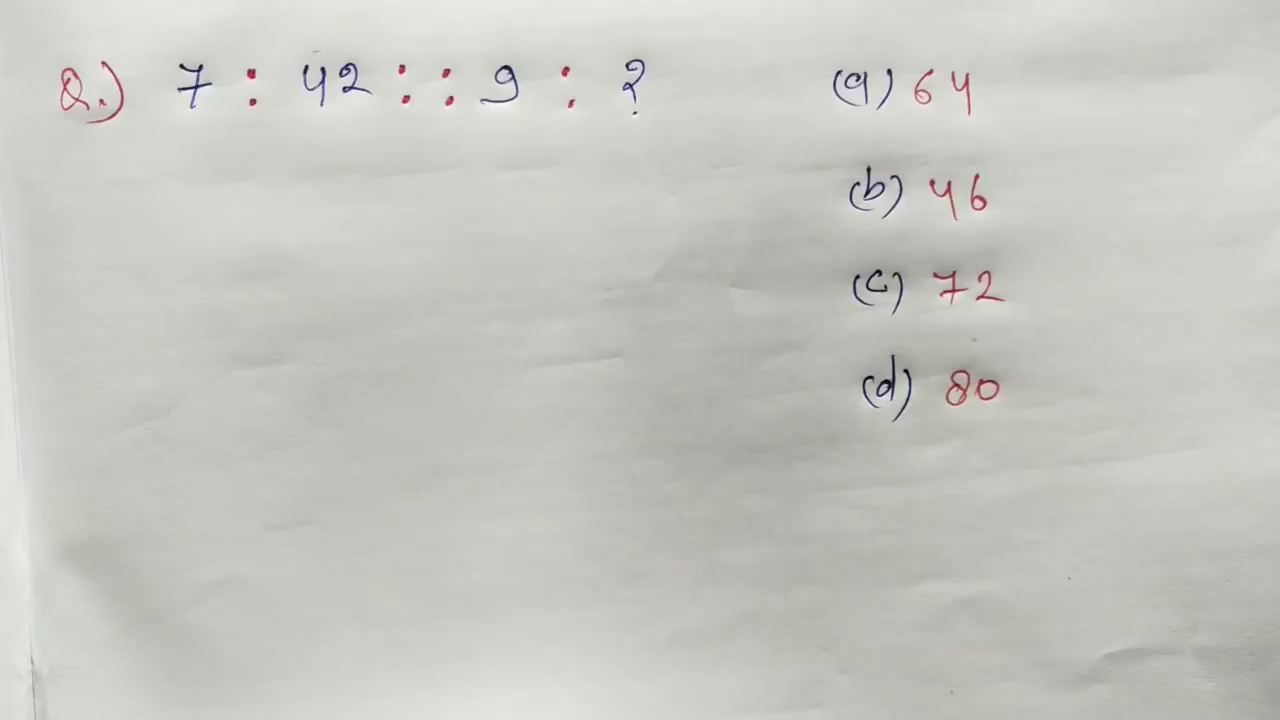 Q.) 7 : 42 : : 9 : ? (a) 64
(b) 46
(c) 72
(d) 80